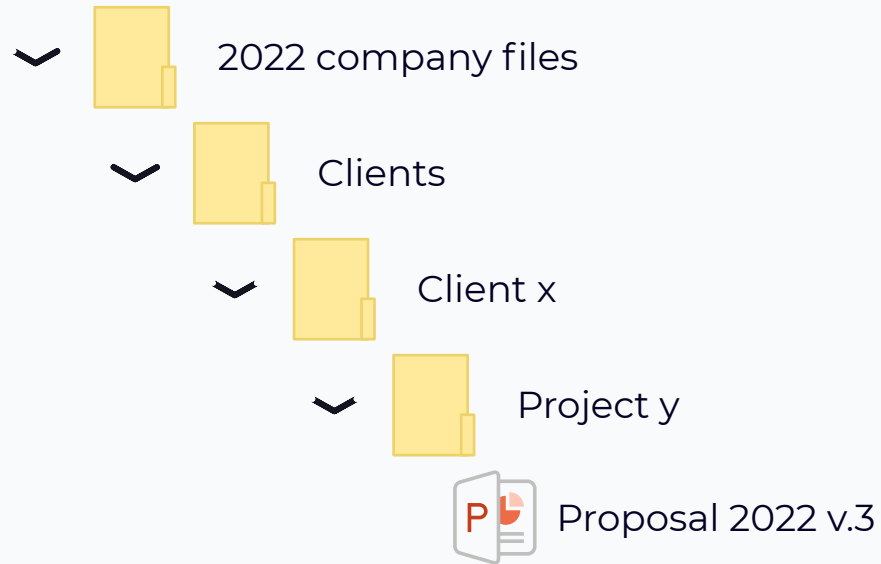 2022 company files
Clients
Client x
Project y
P Proposal 2022 v.3